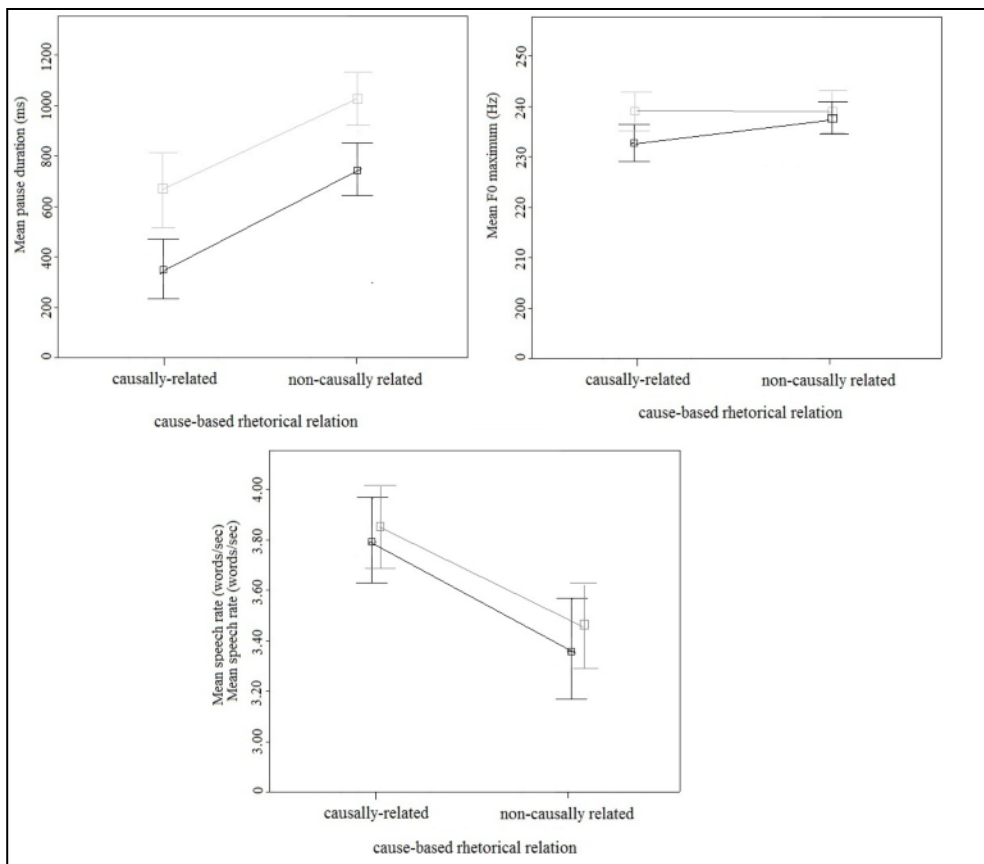 Mean pause duration (ms)
1200
1000
800
600
400
200
0
causally-related non-causally related
cause-based rhetorical relation
Mean F0 maximum (Hz)
250
240
230
220
210
200
0
causally-related non-causally related
cause-based rhetorical relation
Mean speech rate (words/sec)
Mean speech rate (words/sec)
4.00
3.80
3.60
3.40
3.20
3.00
0
causally-related non-causally related
cause-based rhetorical relation